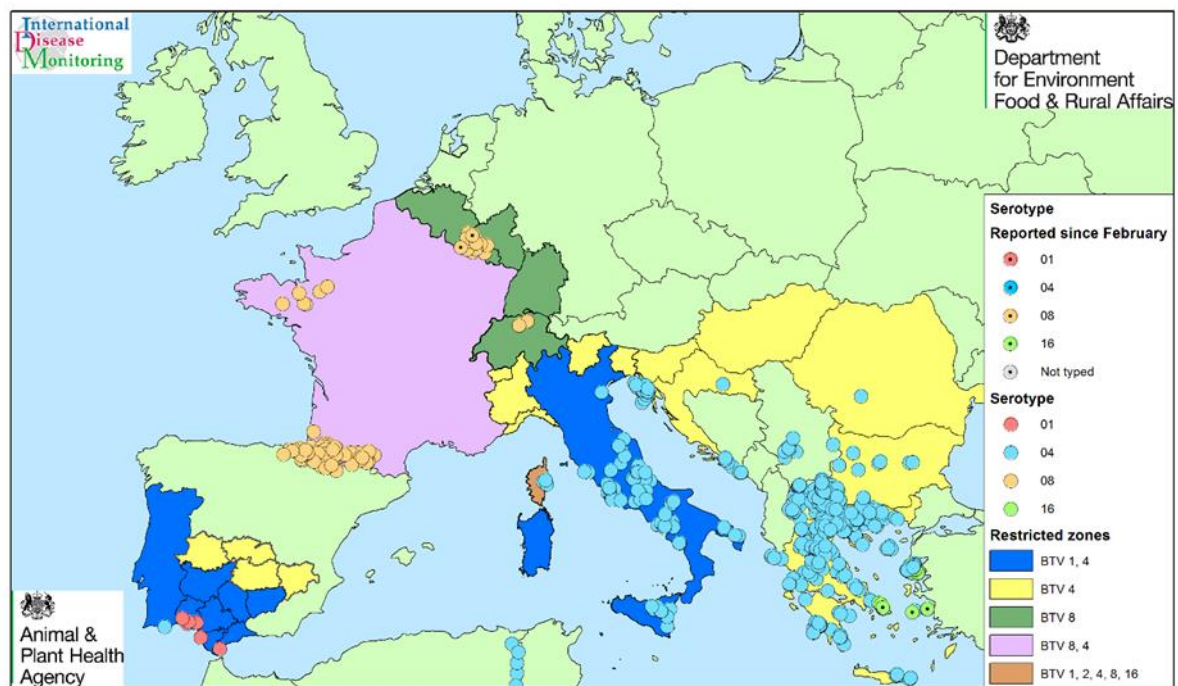 International
Disease
Monitoring
Department
for Environment
Food & Rural Affairs
Serotype
Reported since February
01
04
08
16
Not typed
Serotype
01
04
08
16
Restricted zones
BTV 1, 4
BTV 4
BTV 8
BTV 8, 4
BTV 1, 2, 4, 8, 16
Animal &
Plant Health
Agency